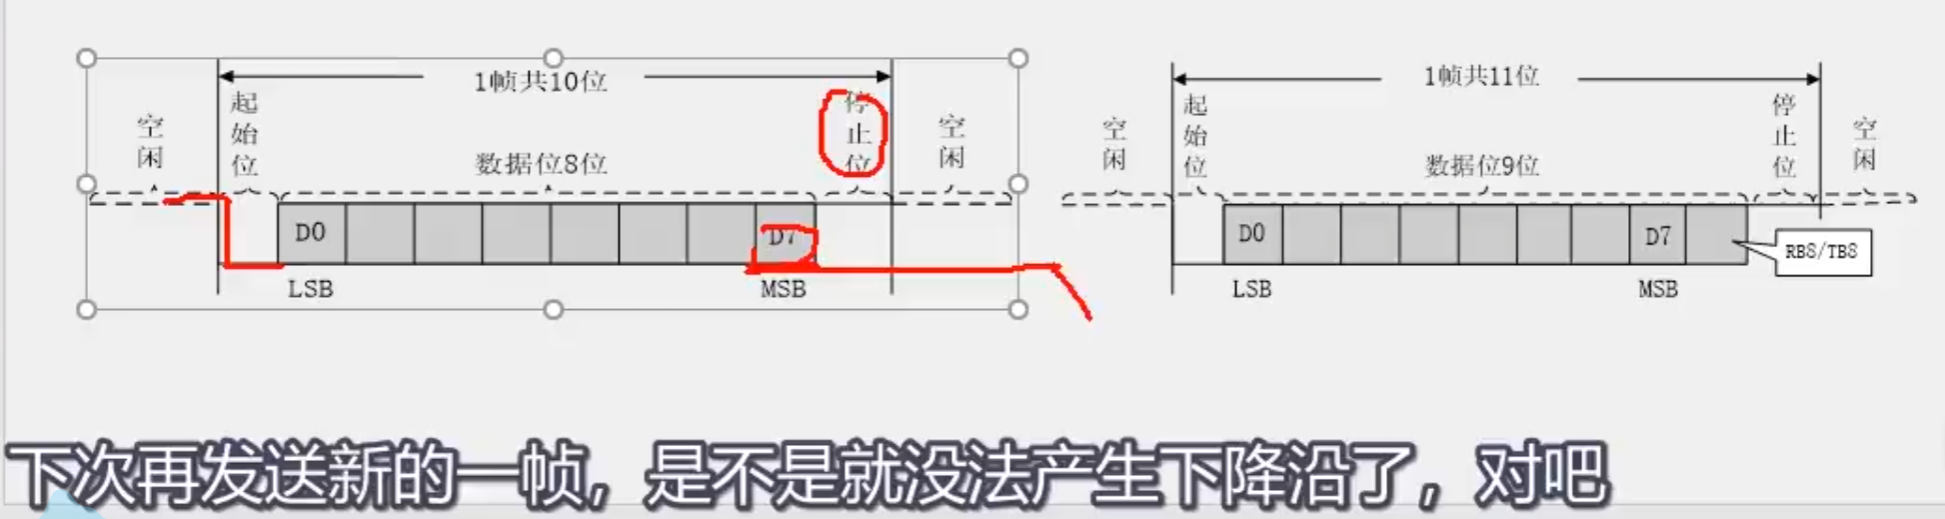 1帧共10位
空闲
起始位
数据位8位
停止位
空闲
D0
D7
LSB
MSB
1帧共11位
空闲
起始位
数据位9位
停止位
空闲
D0
D7
RB8/TB8
LSB
MSB
下次再发送新的一帧，是不是就没法产生下降沿了，对吧